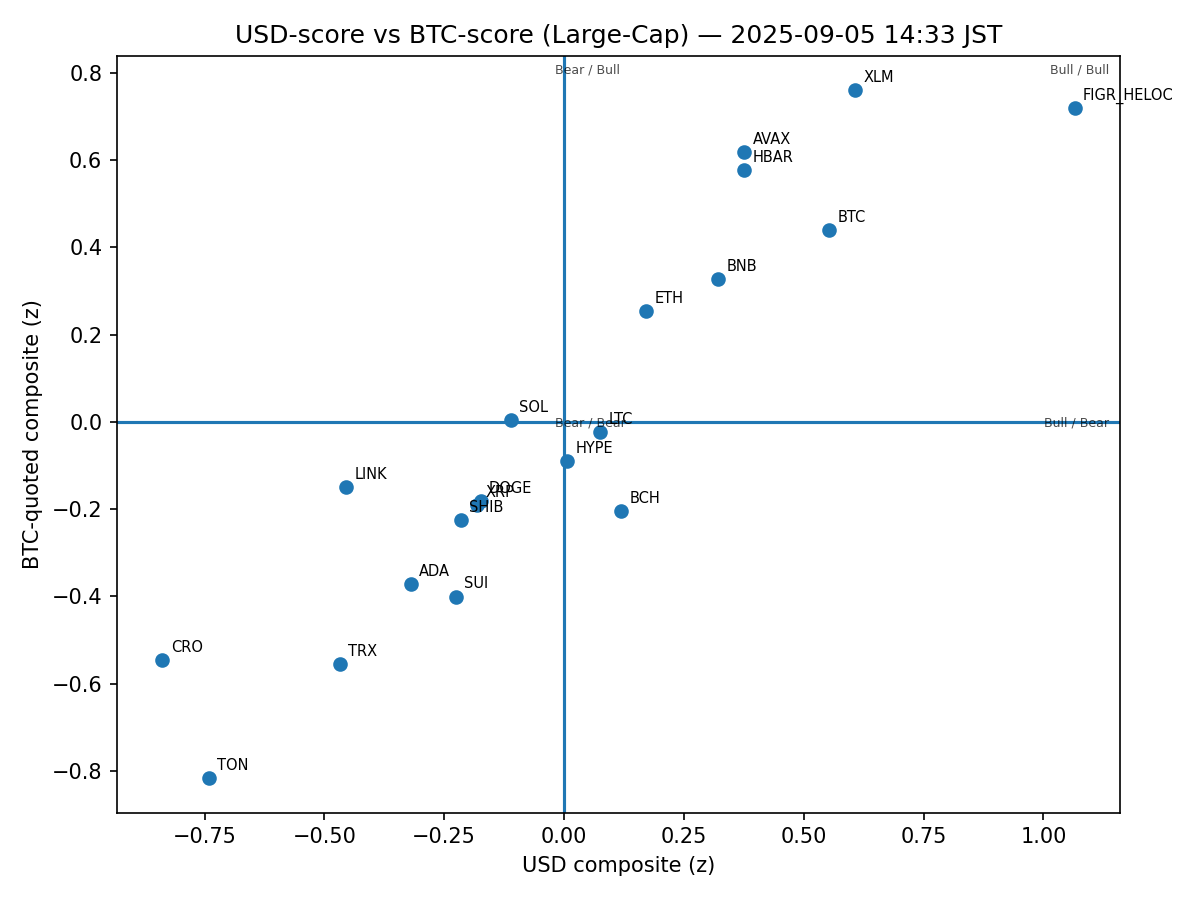 USD-score vs BTC-score (Large-Cap) — 2025-09-05 14:33 JST
Bear / Bull
Bull / Bull
XLM
FIGR_HELOC
AVAX
HBAR
BTC
BNB
ETH
SOL
LTC
Bear / Bear
Bull / Bear
HYPE
LINK
DOGE
XRP
SHIB
BCH
ADA
SUI
CRO
TRX
TON
0.8
0.6
0.4
0.2
0.0
−0.2
−0.4
−0.6
−0.8
BTC-quoted composite (z)
−0.75
−0.50
−0.25
0.00
0.25
0.50
0.75
1.00
USD composite (z)